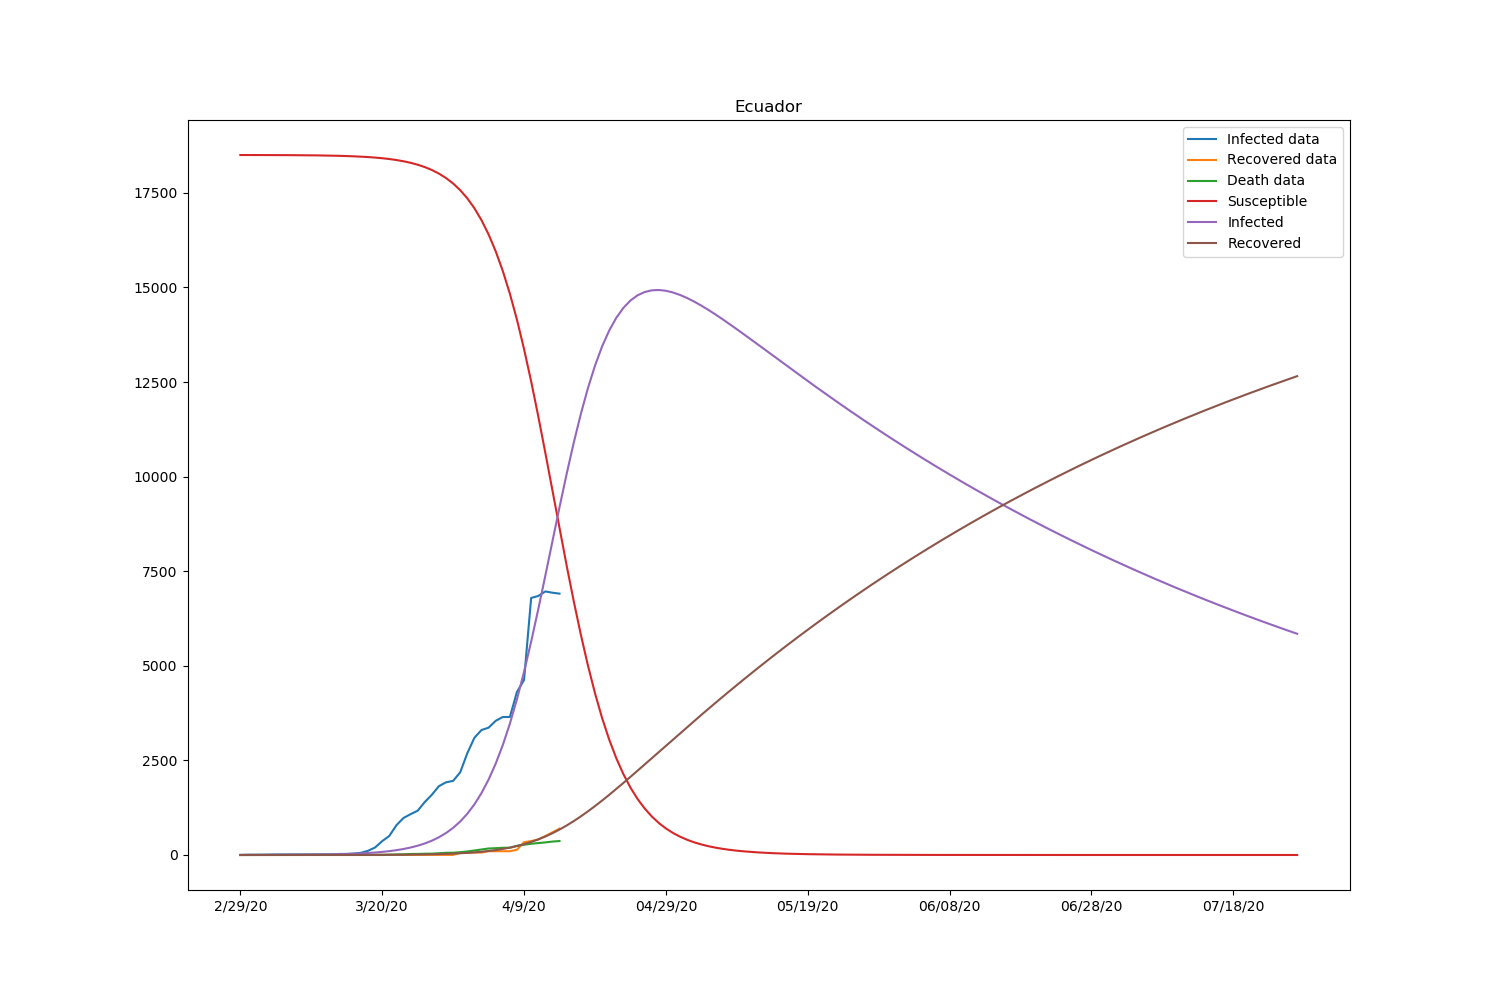 Ecuador
Infected data
Recovered data
Death data
Susceptible
Infected
Recovered
17500
15000
12500
10000
7500
5000
2500
0
2/29/20
3/20/20
4/9/20
04/29/20
05/19/20
06/08/20
06/28/20
07/18/20